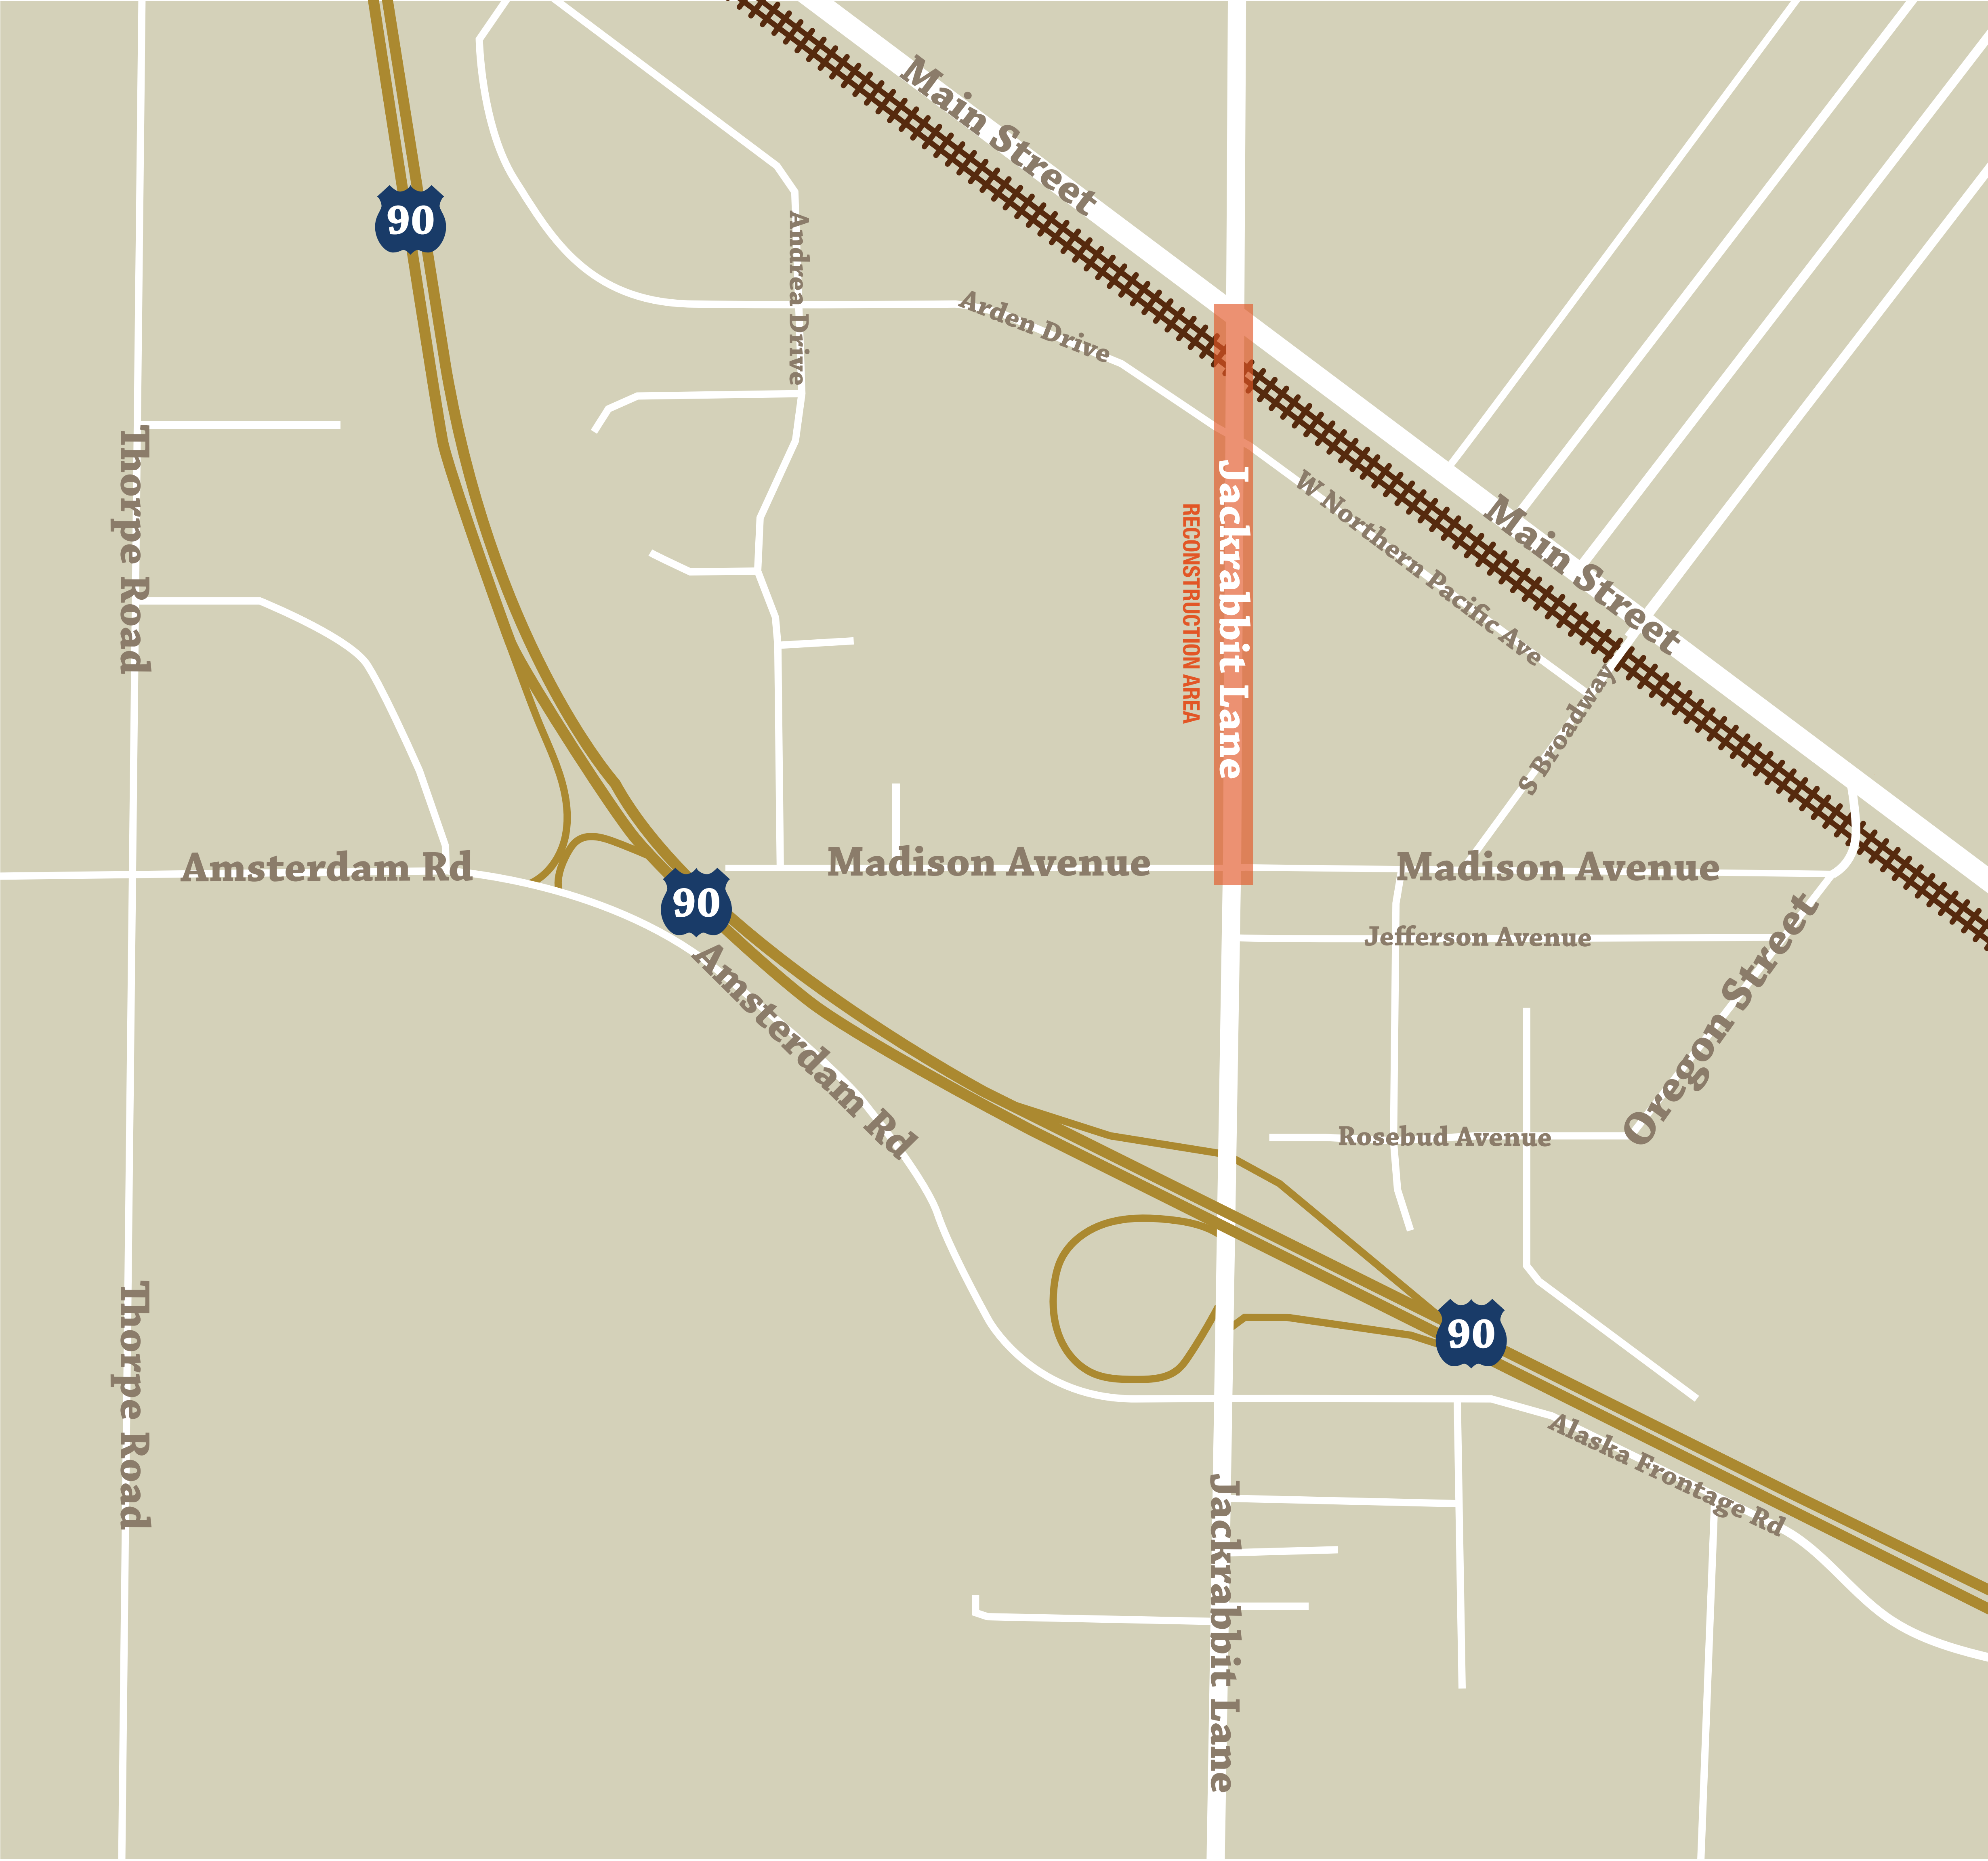 Main Street
90
Andrea Drive
Arden Drive
Thorpe Road
Jackrabbit Lane
RECONSTRUCTION AREA
W Northern Pacific Ave
Main Street
S Broadway
Amsterdam Rd
Madison Avenue
Madison Avenue
90
Jefferson Avenue
Amsterdam Rd
Oregon Street
Rosebud Avenue
90
Thorpe Road
Alaska Frontage Rd
Jackrabbit Lane